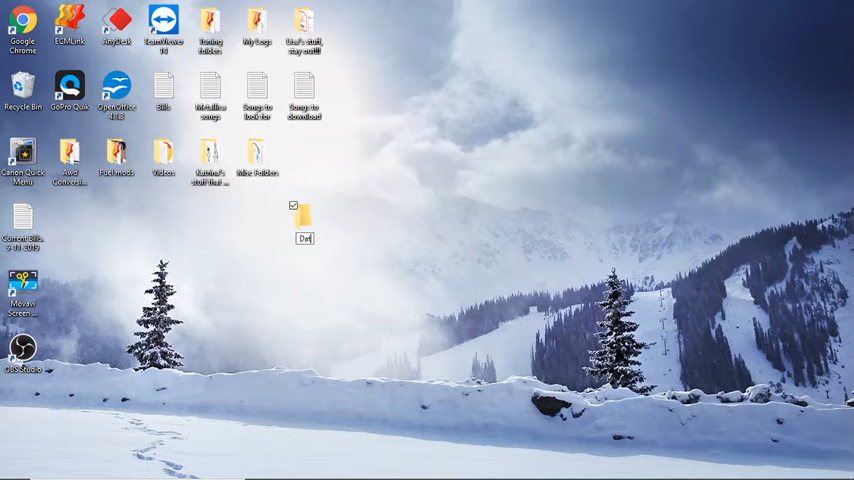 Google
Chrome
ECMLink
AnyDesk
TeamViewer
14
Tuning
folders
My Logs
Lisa's stuff,
stay out!!!
Recycle Bin
GoPro Quik
OpenOffice
4.1.3
Bills
Metallica
songs
Songs to
look for
Songs to
download
Canon Quick
Menu
Awd
Conversi...
Fuel mods
Videos
Katrina's
stuff that ...
Misc Folders
Current Bills
9-11-2019
Dat
Movavi
Screen ...
OBS Studio